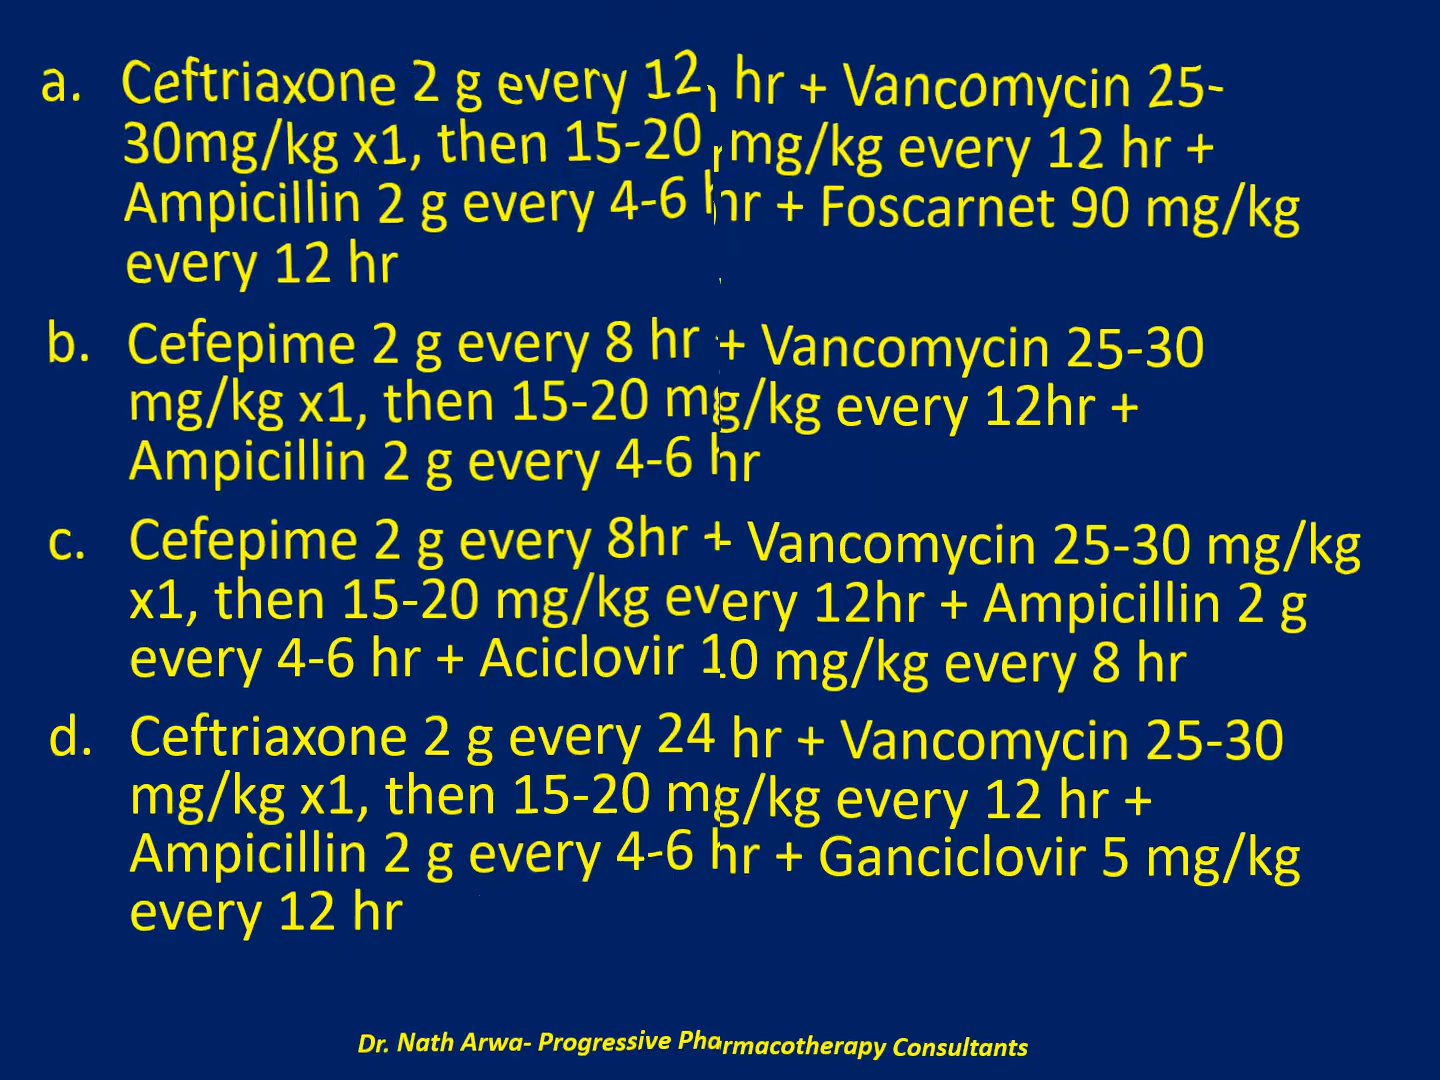 a. Ceftriaxone 2 g every 12 hr + Vancomycin 25-
30mg/kg x1, then 15-20 mg/kg every 12 hr +
Ampicillin 2 g every 4-6 hr + Foscarnet 90 mg/kg
every 12 hr
b. Cefepime 2 g every 8 hr + Vancomycin 25-30
mg/kg x1, then 15-20 mg/kg every 12hr +
Ampicillin 2 g every 4-6 hr
c. Cefepime 2 g every 8hr + Vancomycin 25-30 mg/kg
x1, then 15-20 mg/kg every 12hr + Ampicillin 2 g
every 4-6 hr + Aciclovir 10 mg/kg every 8 hr
d. Ceftriaxone 2 g every 24 hr + Vancomycin 25-30
mg/kg x1, then 15-20 mg/kg every 12 hr +
Ampicillin 2 g every 4-6 hr + Ganciclovir 5 mg/kg
every 12 hr
Dr. Nath Arwa- Progressive Pharmacotherapy Consultants